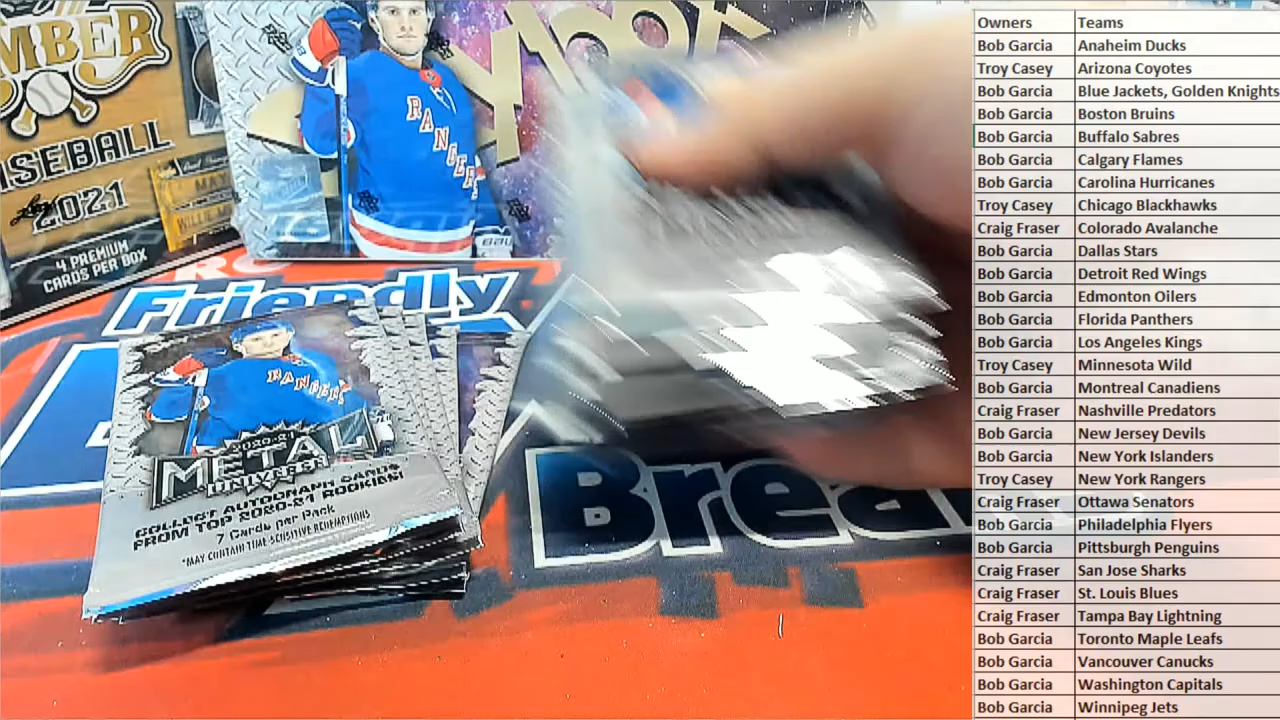 MBER
BASEBALL
Leaf 2021
4 PREMIUM
CARDS PER BOX
RANGERS
Friendly
Brea
RANGERS
2020-21
METAL
UNIVERSE
COLLECT AUTOGRAPH CARDS
FROM TOP 2020-21 ROOKIES!
7 Cards per Pack
*MAY CONTAIN TIME-SENSITIVE REDEMPTIONS
Owners Teams
Bob Garcia Anaheim Ducks
Troy Casey Arizona Coyotes
Bob Garcia Blue Jackets, Golden Knights
Bob Garcia Boston Bruins
Bob Garcia Buffalo Sabres
Bob Garcia Calgary Flames
Bob Garcia Carolina Hurricanes
Troy Casey Chicago Blackhawks
Craig Fraser Colorado Avalanche
Bob Garcia Dallas Stars
Bob Garcia Detroit Red Wings
Bob Garcia Edmonton Oilers
Bob Garcia Florida Panthers
Bob Garcia Los Angeles Kings
Troy Casey Minnesota Wild
Bob Garcia Montreal Canadiens
Craig Fraser Nashville Predators
Bob Garcia New Jersey Devils
Bob Garcia New York Islanders
Troy Casey New York Rangers
Craig Fraser Ottawa Senators
Bob Garcia Philadelphia Flyers
Bob Garcia Pittsburgh Penguins
Craig Fraser San Jose Sharks
Craig Fraser St. Louis Blues
Craig Fraser Tampa Bay Lightning
Bob Garcia Toronto Maple Leafs
Bob Garcia Vancouver Canucks
Bob Garcia Washington Capitals
Bob Garcia Winnipeg Jets